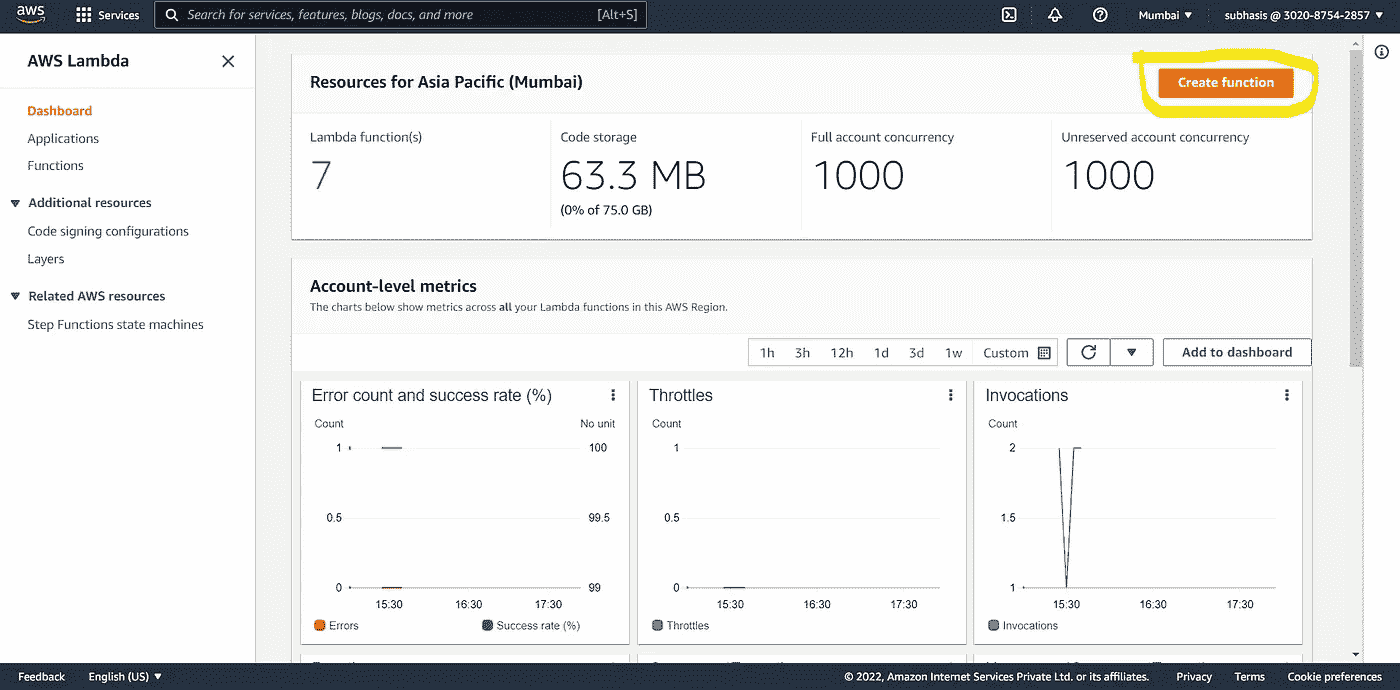 aws
Services
Search for services, features, blogs, docs, and more
[Alt+S]
Mumbai ▼
subhasis @ 3020-8754-2857 ▼
AWS Lambda
Dashboard
Applications
Functions
Additional resources
Code signing configurations
Layers
Related AWS resources
Step Functions state machines
Resources for Asia Pacific (Mumbai)
Create function
Lambda function(s)
7
Code storage
63.3 MB
(0% of 75.0 GB)
Full account concurrency
1000
Unreserved account concurrency
1000
Account-level metrics
The charts below show metrics across all your Lambda functions in this AWS Region.
1h 3h 12h 1d 3d 1w Custom
Add to dashboard
Error count and success rate (%)
Count No unit
1 100
0.5 99.5
0 99
15:30 16:30 17:30
Errors Success rate (%)
Throttles
Count
1
0.5
0
15:30 16:30 17:30
Throttles
Invocations
Count
2
1.5
1
15:30 16:30 17:30
Invocations
Feedback
English (US) ▼
© 2022, Amazon Internet Services Private Ltd. or its affiliates.
Privacy
Terms
Cookie preferences